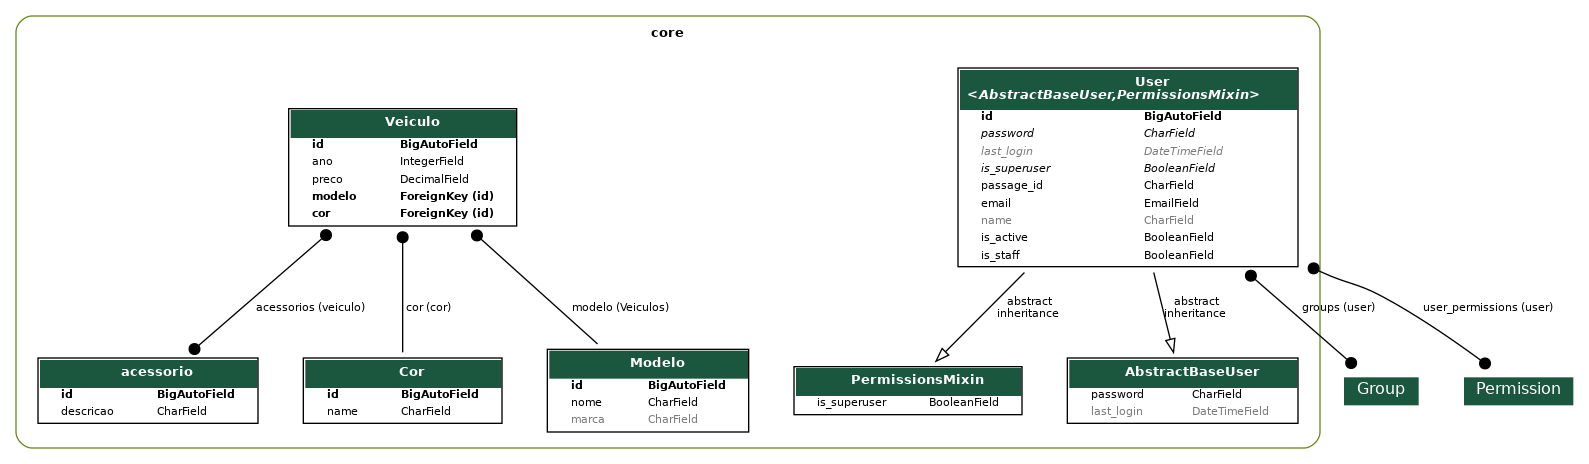 core
Veiculo
id BigAutoField
ano IntegerField
preco DecimalField
modelo ForeignKey (id)
cor ForeignKey (id)
User
<AbstractBaseUser,PermissionsMixin>
id BigAutoField
password CharField
last_login DateTimeField
is_superuser BooleanField
passage_id CharField
email EmailField
name CharField
is_active BooleanField
is_staff BooleanField
acessorios (veiculo)
cor (cor)
modelo (Veiculos)
abstract
inheritance
abstract
inheritance
groups (user)
user_permissions (user)
acessorio
id BigAutoField
descricao CharField
Cor
id BigAutoField
name CharField
Modelo
id BigAutoField
nome CharField
marca CharField
PermissionsMixin
is_superuser BooleanField
AbstractBaseUser
password CharField
last_login DateTimeField
Group
Permission